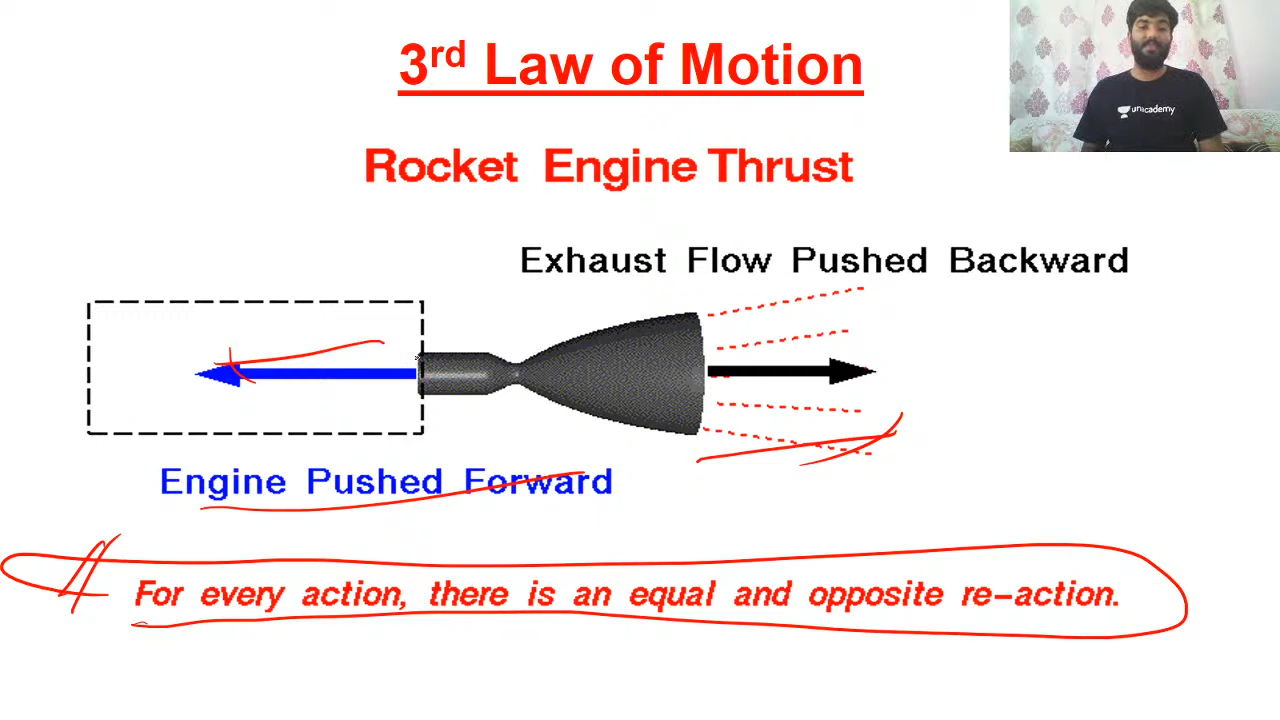 3rd Law of Motion
unacademy
Rocket Engine Thrust
Exhaust Flow Pushed Backward
Engine Pushed Forward
For every action, there is an equal and opposite re-action.